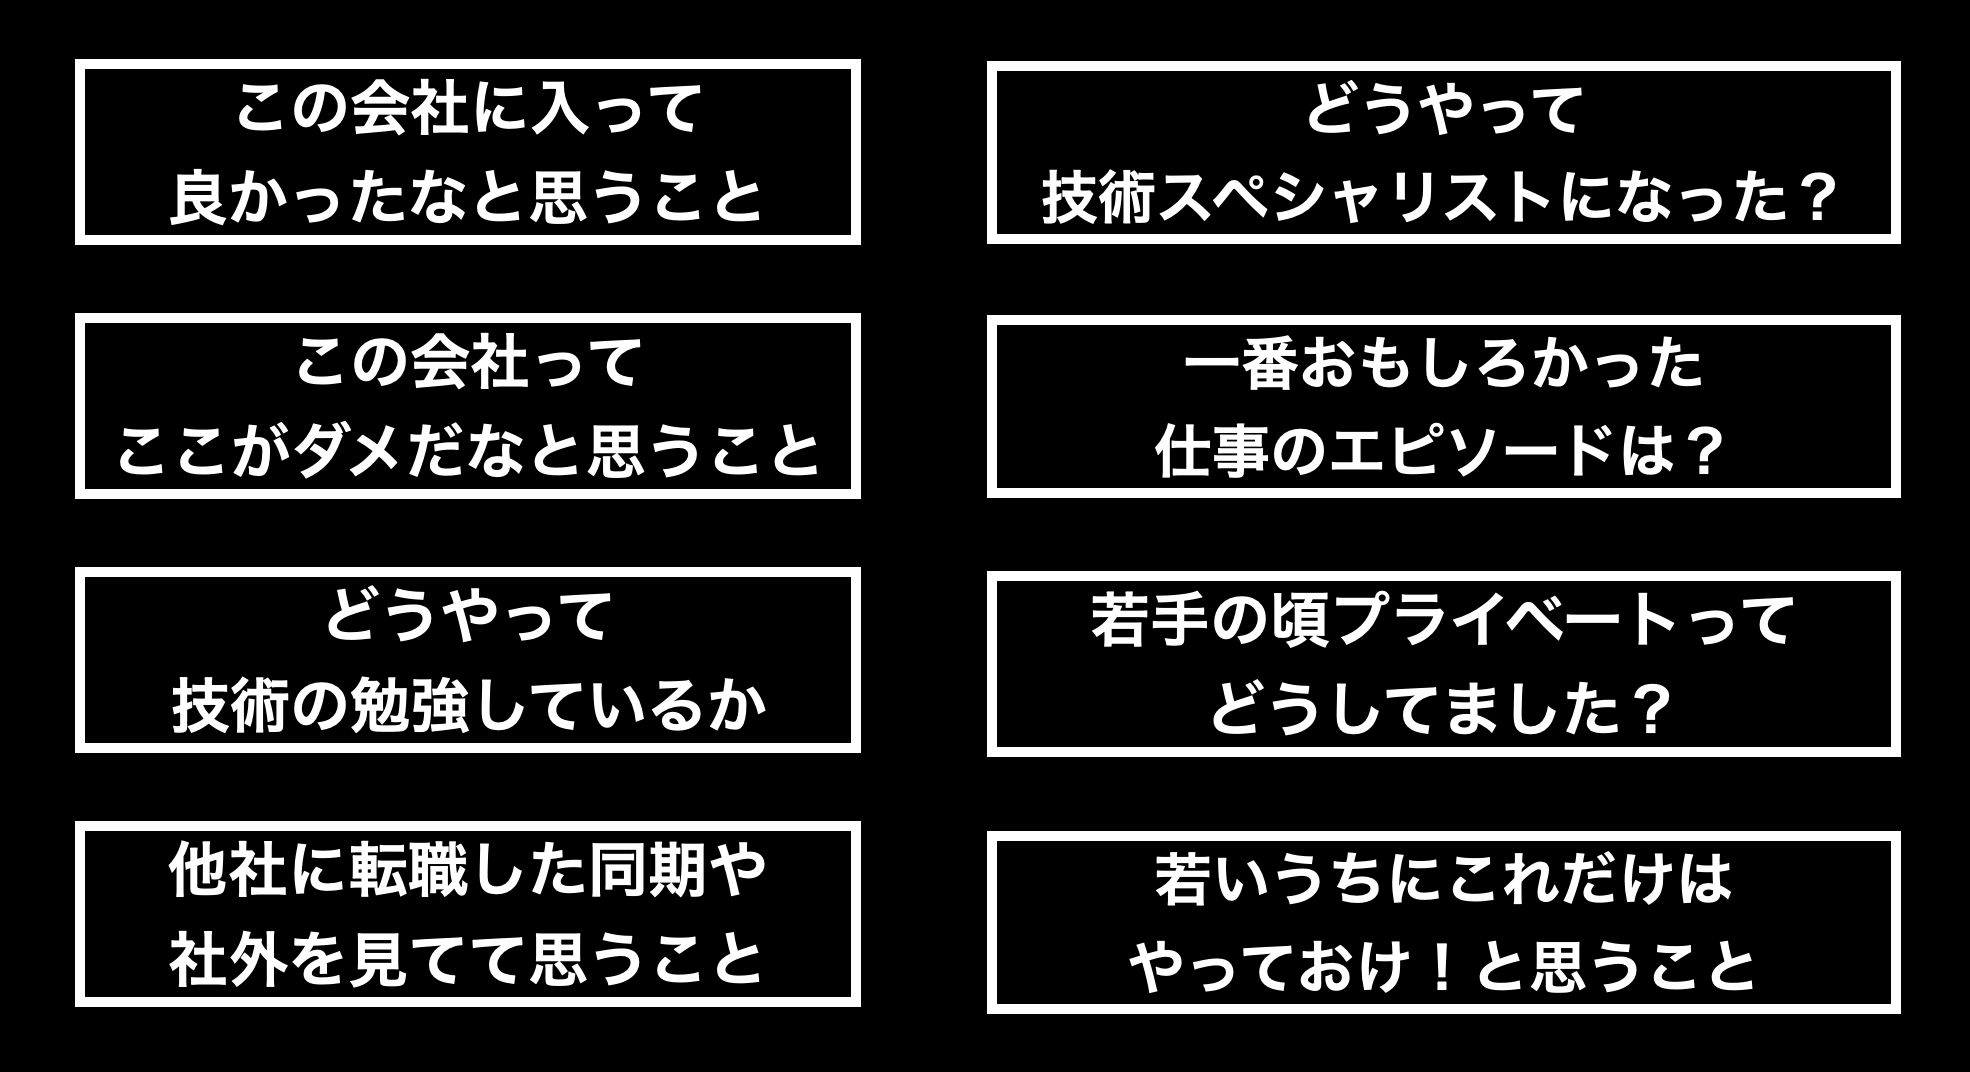 この会社に入って
良かったなと思うこと
この会社って
ここがダメだなと思うこと
どうやって
技術の勉強しているか
他社に転職した同期や
社外を見てて思うこと
どうやって
技術スペシャリストになった？
一番おもしろかった
仕事のエピソードは？
若手の頃プライベートって
どうしてました？
若いうちにこれだけは
やっておけ！と思うこと